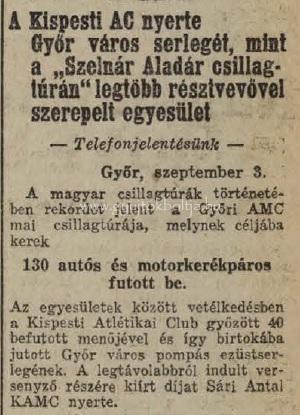 A Kispesti AC nyerte
Győr város serlegét, mint
a „Szelnár Aladár csillag-
túrán“ legtöbb résztvevővel
szerepelt egyesület
— Telefonjelentésünk —
Győr, szeptember 3.
A magyar csillagtúrák történeté-
ben rekordot jelent a Győri AMC
mai csillagtúrája, melynek céljába
kerek
130 autós és motorkerékpáros
futott be.
Az egyesületek között vetélkedésben
a Kispesti Atlétikai Club győzött 40
befutott menőjével és így birtokába
jutott Győr város pompás ezüstser-
legének. A legtávolabbról indult ver-
senyző részére kiírt díjat Sári Antal
KAMC nyerte.